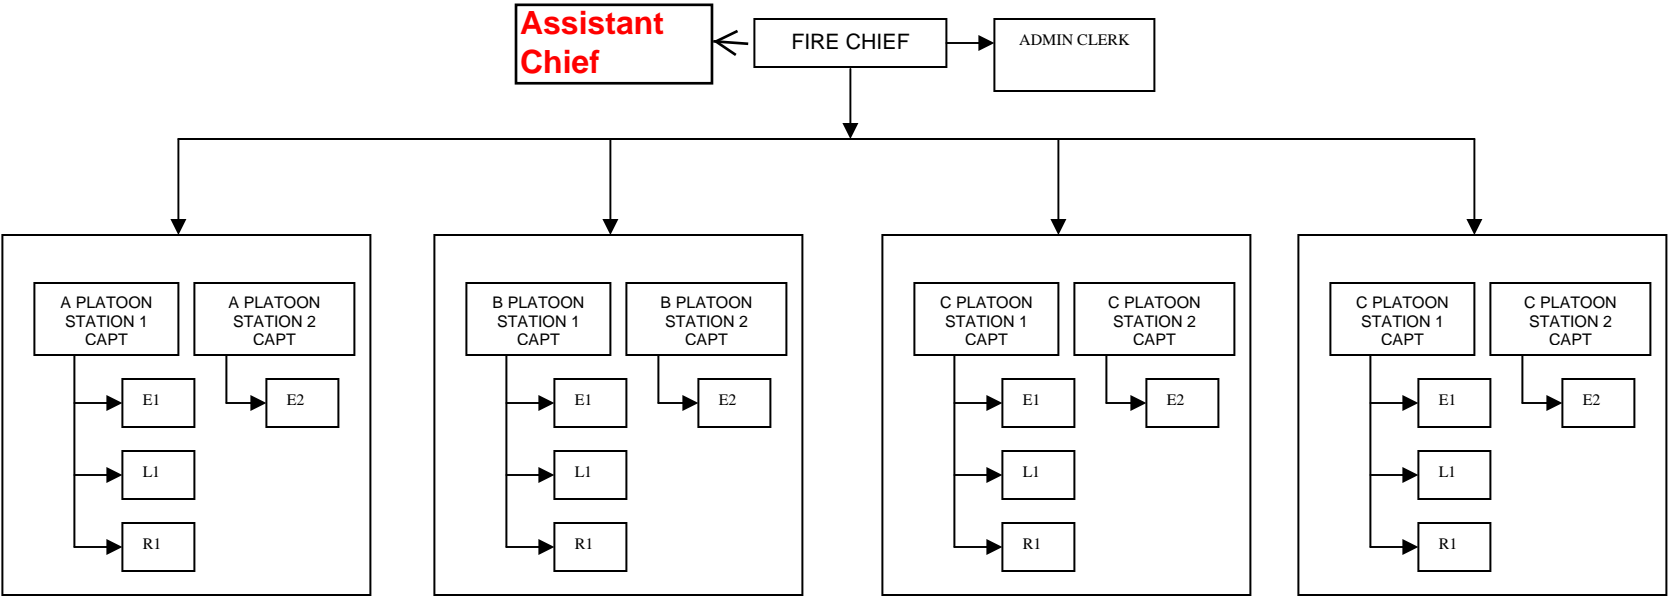 Assistant
Chief
FIRE CHIEF
ADMIN CLERK
A PLATOON
STATION 1
CAPT
A PLATOON
STATION 2
CAPT
E1
E2
L1
R1
B PLATOON
STATION 1
CAPT
B PLATOON
STATION 2
CAPT
E1
E2
L1
R1
C PLATOON
STATION 1
CAPT
C PLATOON
STATION 2
CAPT
E1
E2
L1
R1
C PLATOON
STATION 1
CAPT
C PLATOON
STATION 2
CAPT
E1
E2
L1
R1